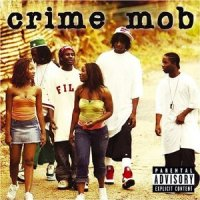 crime mob
FIL
PARENTAL
ADVISORY
EXPLICIT CONTENT